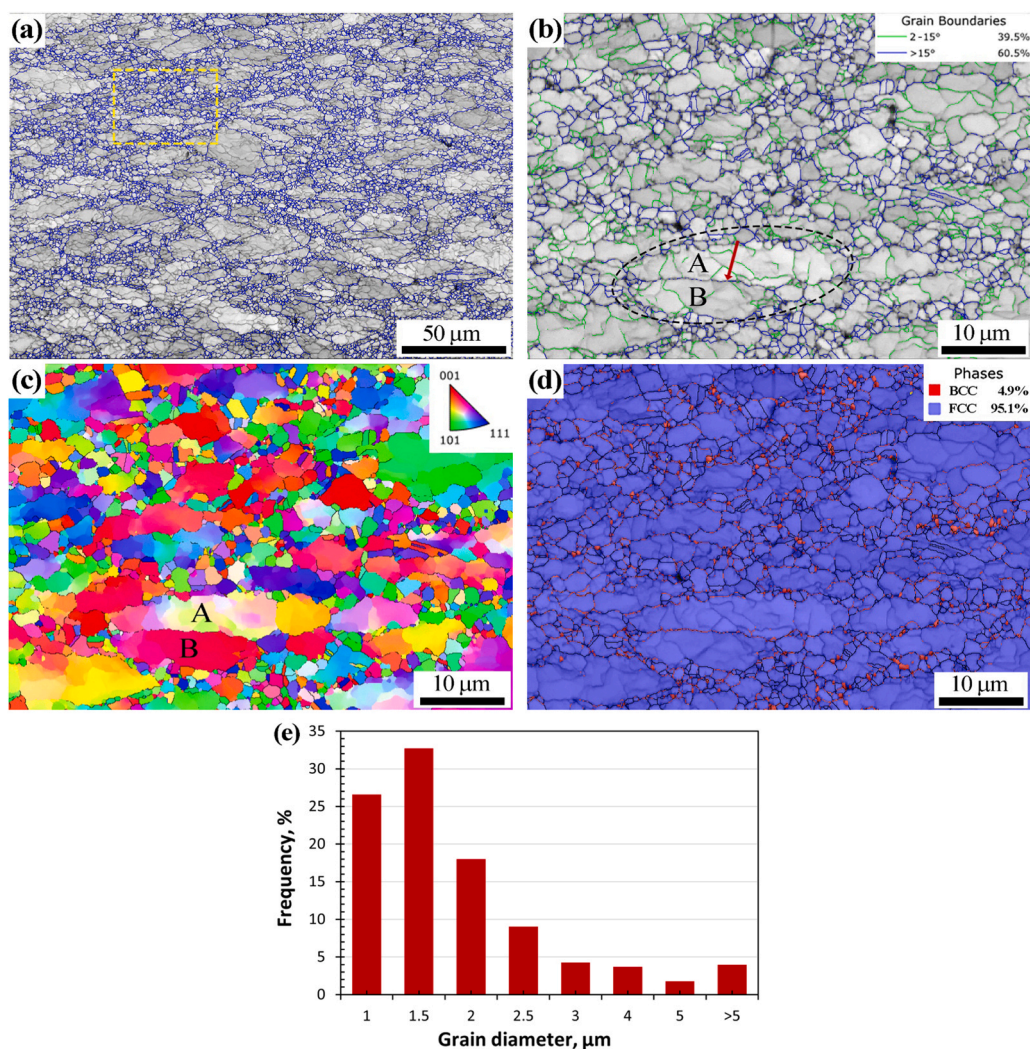 (a)
50 µm
(b)
Grain Boundaries
2-15° 39.5%
>15° 60.5%
A
B
10 µm
(c)
001
101 111
A
B
10 µm
(d)
Phases
BCC 4.9%
FCC 95.1%
10 µm
(e)
35
30
25
20
15
10
5
0
Frequency, %
1 1.5 2 2.5 3 4 5 >5
Grain diameter, µm